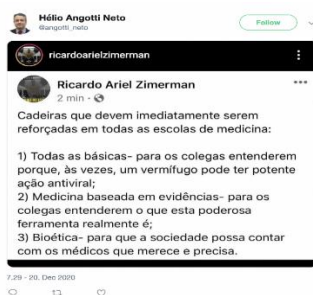 Hélio Angotti Neto
@angotti_neto
Follow
ricardoarielzimerman
Ricardo Ariel Zimerman
2 min
Cadeiras que devem imediatamente serem
reforçadas em todas as escolas de medicina:
1) Todas as básicas- para os colegas entenderem
porque, às vezes, um vermífugo pode ter potente
ação antiviral;
2) Medicina baseada em evidências- para os
colegas entenderem o que esta poderosa
ferramenta realmente é;
3) Bioética- para que a sociedade possa contar
com os médicos que merece e precisa.
7.29 - 20. Dec 2020